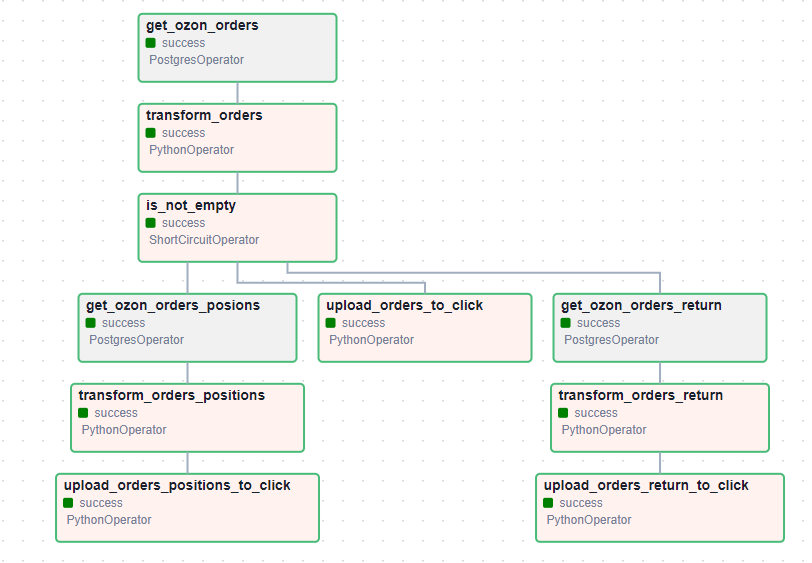 get_ozon_orders
success
PostgresOperator
transform_orders
success
PythonOperator
is_not_empty
success
ShortCircuitOperator
get_ozon_orders_posions
success
PostgresOperator
upload_orders_to_click
success
PythonOperator
get_ozon_orders_return
success
PostgresOperator
transform_orders_positions
success
PythonOperator
transform_orders_return
success
PythonOperator
upload_orders_positions_to_click
success
PythonOperator
upload_orders_return_to_click
success
PythonOperator